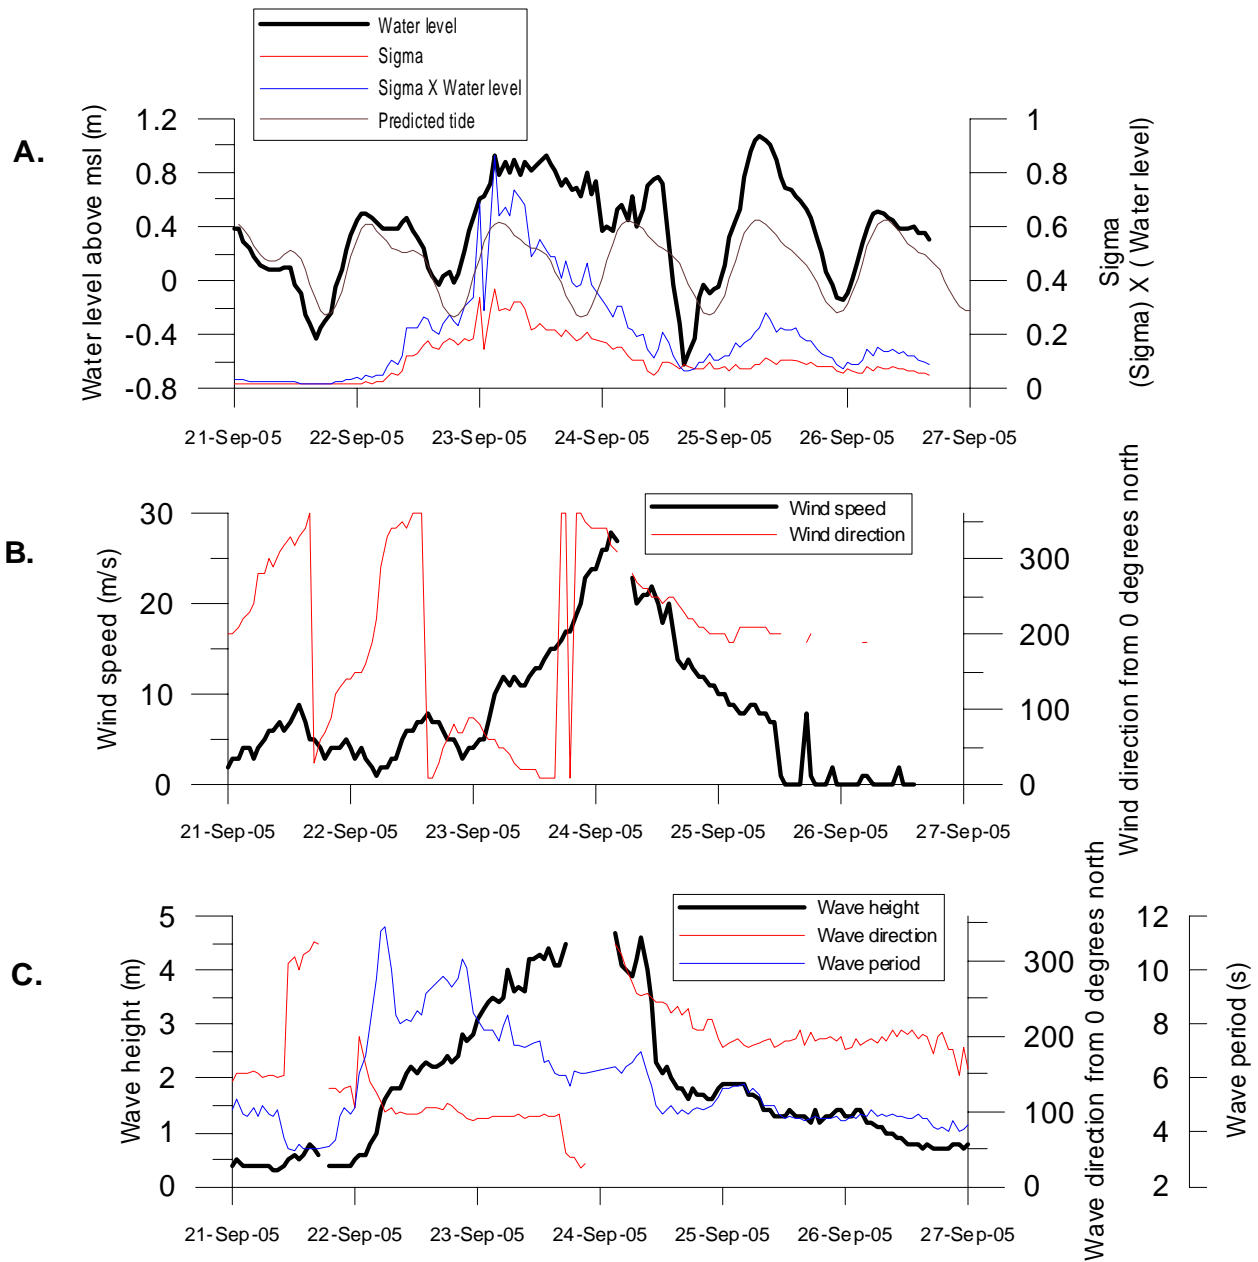 Water level
Sigma
Sigma X Water level
Predicted tide
A.
Water level above msl (m)
1.2
0.8
0.4
0
-0.4
-0.8
1
0.8
0.6
0.4
0.2
0
Sigma
(Sigma) X ( Water level)
21-Sep-05 22-Sep-05 23-Sep-05 24-Sep-05 25-Sep-05 26-Sep-05 27-Sep-05
B.
Wind speed
Wind direction
Wind speed (m/s)
30
20
10
0
300
200
100
0
Wind direction from 0 degrees north
21-Sep-05 22-Sep-05 23-Sep-05 24-Sep-05 25-Sep-05 26-Sep-05 27-Sep-05
C.
Wave height
Wave direction
Wave period
Wave height (m)
5
4
3
2
1
0
300
200
100
0
Wave direction from 0 degrees north
12
10
8
6
4
2
Wave period (s)
21-Sep-05 22-Sep-05 23-Sep-05 24-Sep-05 25-Sep-05 26-Sep-05 27-Sep-05